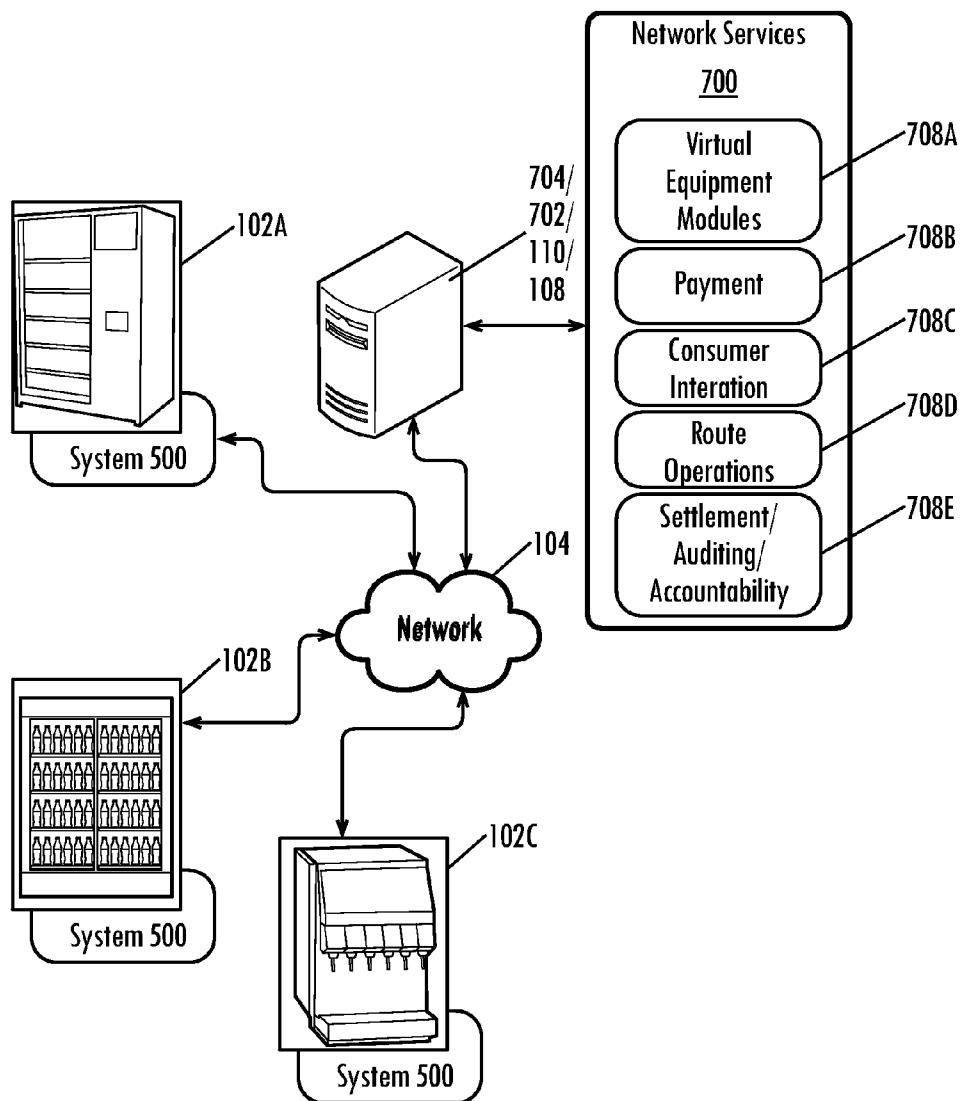 Network Services
700
Virtual
Equipment
Modules
708A
Payment
708B
Consumer
Interation
708C
Route
Operations
708D
Settlement/
Auditing/
Accountability
708E
704/
702/
110/
108
102A
System 500
104
Network
102B
System 500
102C
System 500